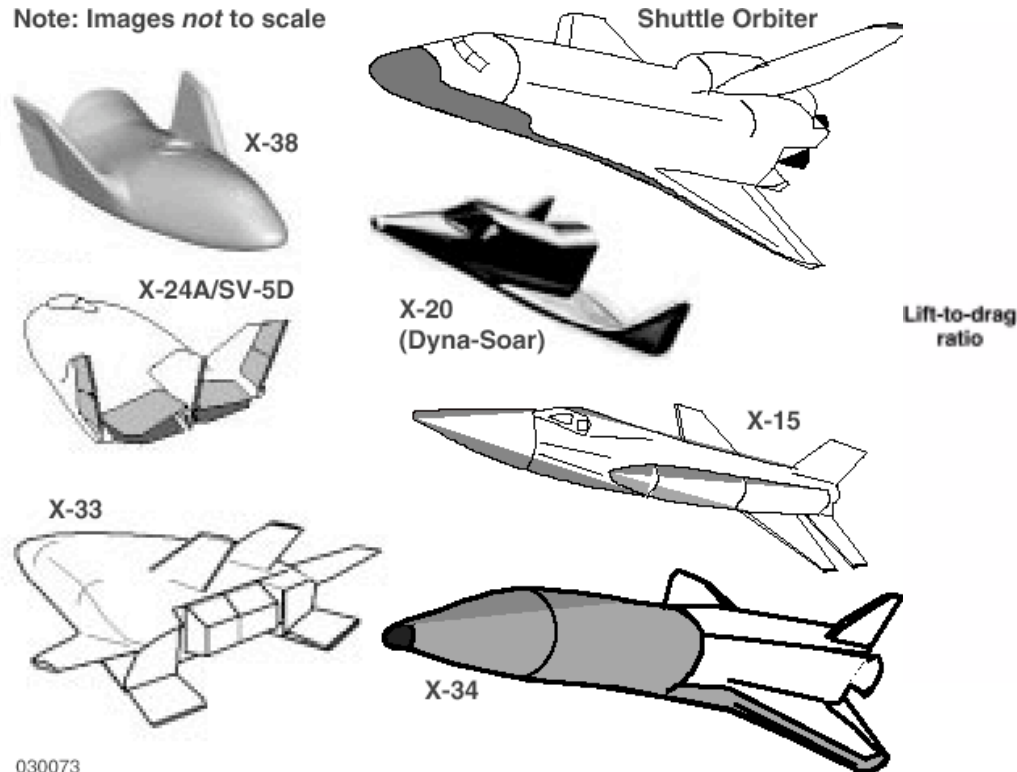 Note: Images not to scale
Shuttle Orbiter
X-38
X-24A/SV-5D
X-20
(Dyna-Soar)
Lift-to-drag
ratio
X-15
X-33
X-34
030073